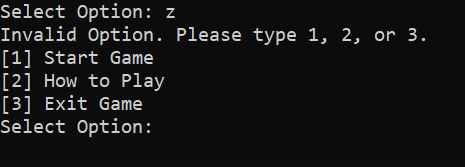 Select Option: z
Invalid Option. Please type 1, 2, or 3.
[1] Start Game
[2] How to Play
[3] Exit Game
Select Option: